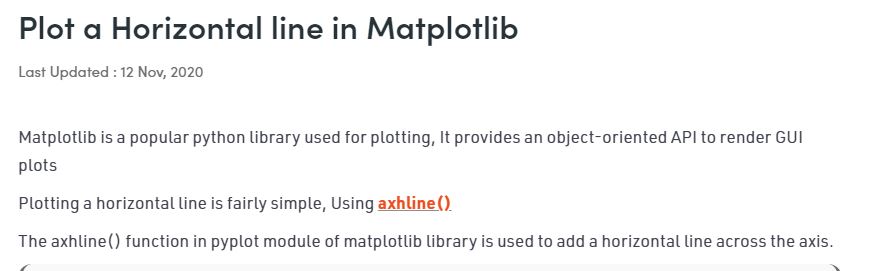 Plot a Horizontal line in Matplotlib
Last Updated : 12 Nov, 2020
Matplotlib is a popular python library used for plotting, It provides an object-oriented API to render GUI
plots
Plotting a horizontal line is fairly simple, Using axhline()
The axhline() function in pyplot module of matplotlib library is used to add a horizontal line across the axis.